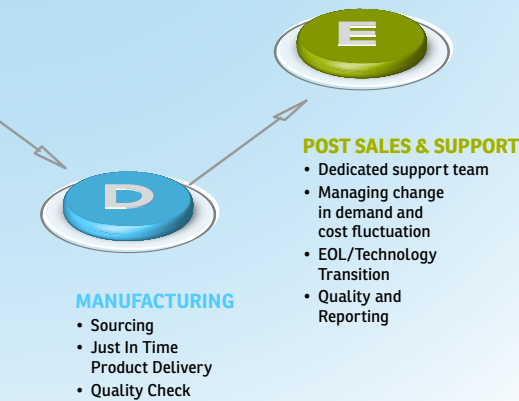 E
POST SALES & SUPPORT
• Dedicated support team
• Managing change
in demand and
cost fluctuation
• EOL/Technology
Transition
• Quality and
Reporting
D
MANUFACTURING
• Sourcing
• Just In Time
Product Delivery
• Quality Check